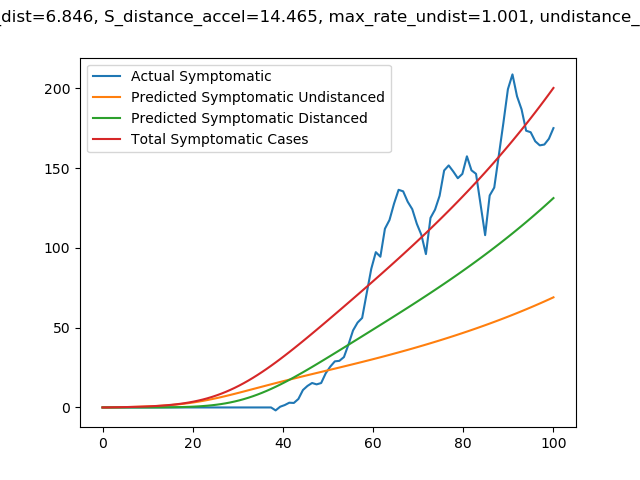 _dist=6.846, S_distance_accel=14.465, max_rate_undist=1.001, undistance_
Actual Symptomatic
Predicted Symptomatic Undistanced
Predicted Symptomatic Distanced
Total Symptomatic Cases
200
150
100
50
0
0 20 40 60 80 100